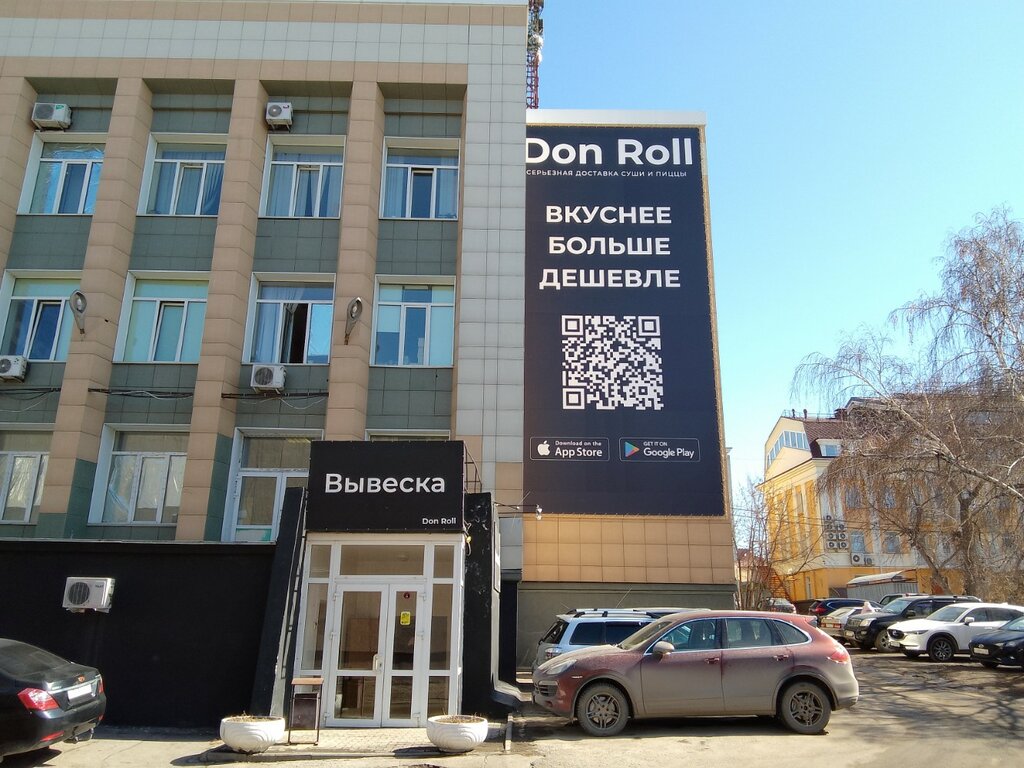 Don Roll
СЕРЬЕЗНАЯ ДОСТАВКА СУШИ И ПИЦЦЫ
ВКУСНЕЕ
БОЛЬШЕ
ДЕШЕВЛЕ
Download on the
App Store
GET IT ON
Google Play
Вывеска
Don Roll